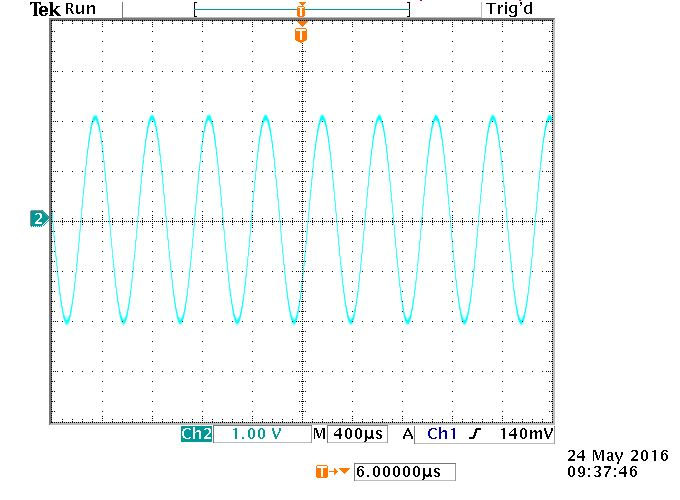 Tek Run Trig'd
T
T
2
Ch2 1.00 V M 400µs A Ch1 ƒ 140mV
T 6.00000µs
24 May 2016
09:37:46